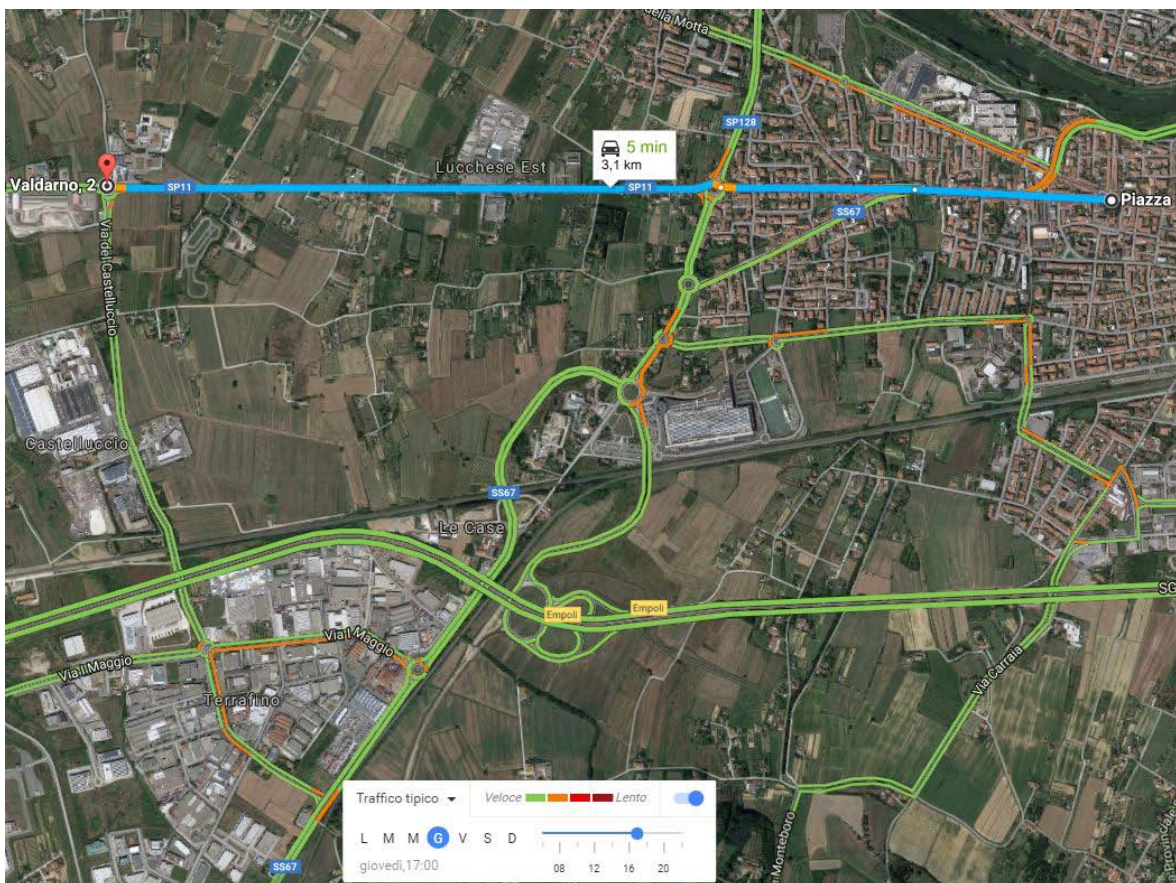 della Motta
SP128
5 min
3,1 km
Lucchese Est
Valdarno, 2
SP11
SP11
Piazza
SS67
Via del Castelluccio
Castelluccio
SS67
Le Case
Empoli
Empoli
SG
Via I Maggio
Via I Maggio
Via Carraia
Terrafino
Monteboro
Provinciale
Traffico tipico
Veloce
Lento
L M M G V S D
giovedì,17:00
08 12 16 20
SS67